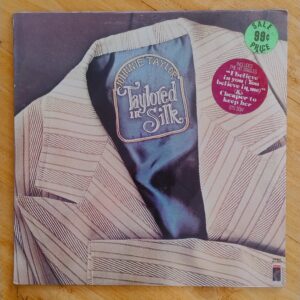 SALE
99¢
PRICE
JOHNNIE TAYLOR
Taylored
in
Silk
INCLUDES
"I believe
in you (You
believe in me)"
&
Cheaper to
keep her